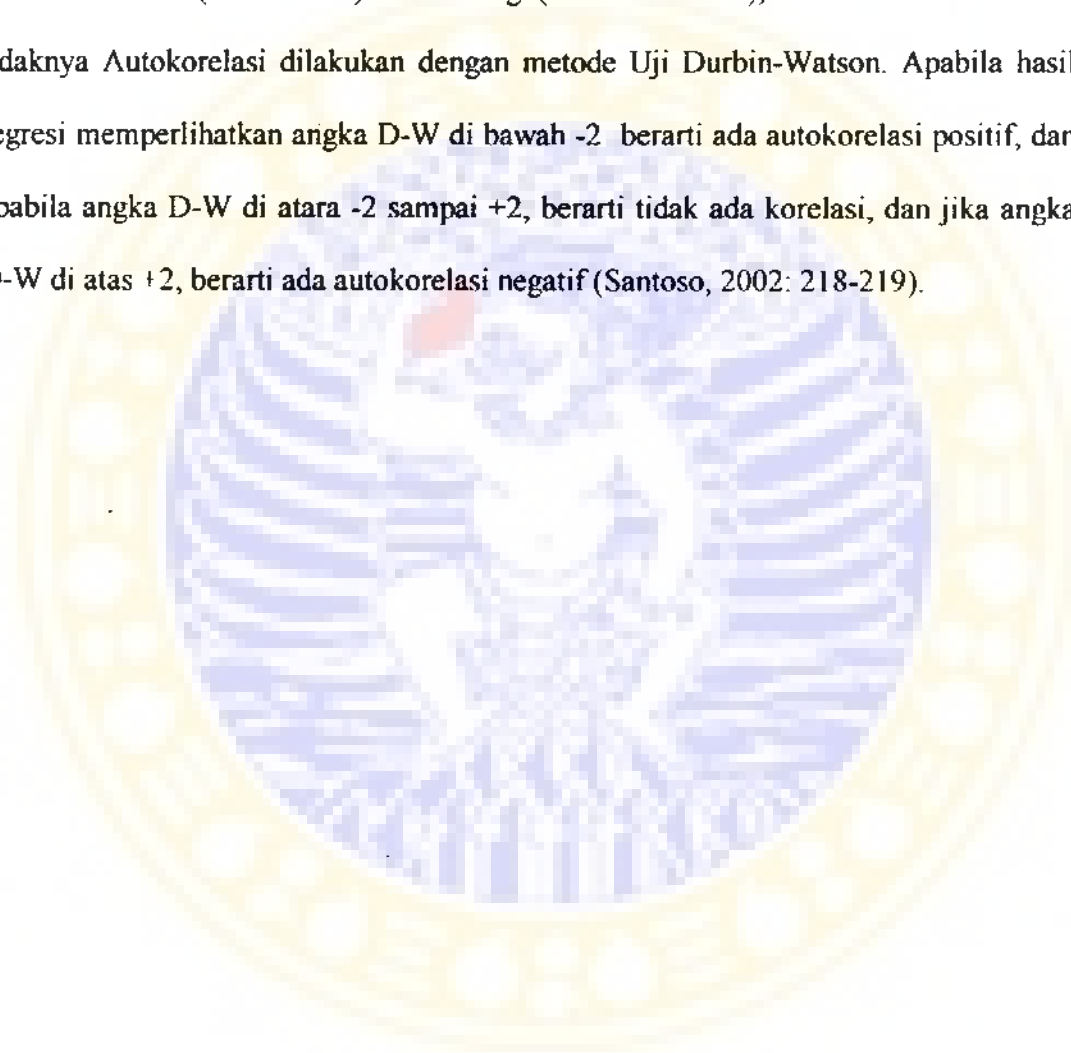 daknya Autokorelasi dilakukan dengan metode Uji Durbin-Watson. Apabila hasil
egresi memperlihatkan angka D-W di bawah -2 berarti ada autokorelasi positif, dan
pabila angka D-W di atara -2 sampai +2, berarti tidak ada korelasi, dan jika angka
-W di atas +2, berarti ada autokorelasi negatif (Santoso, 2002: 218-219).